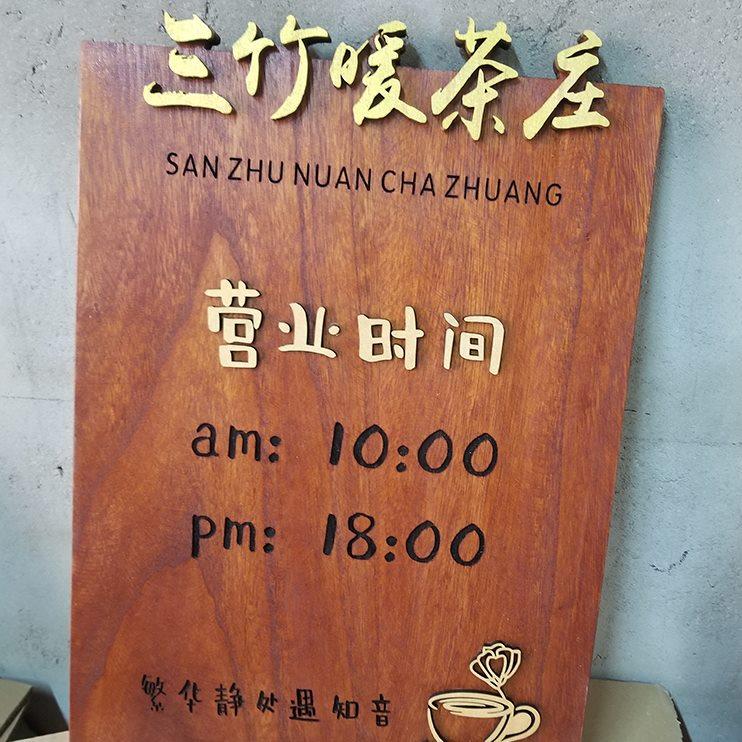 三竹暖茶庄
SAN ZHU NUAN CHA ZHUANG
营业时间
am: 10:00
pm: 18:00
繁华静处遇知音